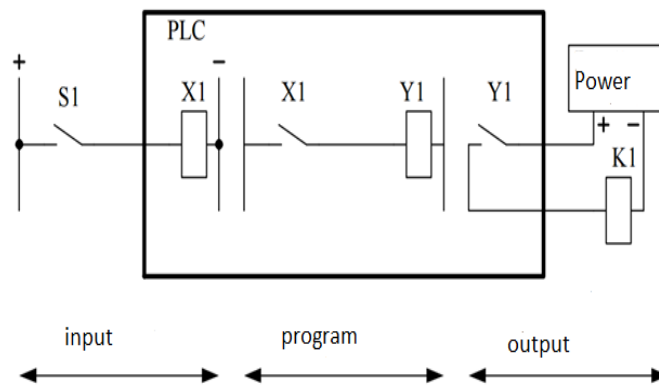 PLC
+
S1
X1
−
X1
Y1
Y1
Power
+ −
K1
input
program
output